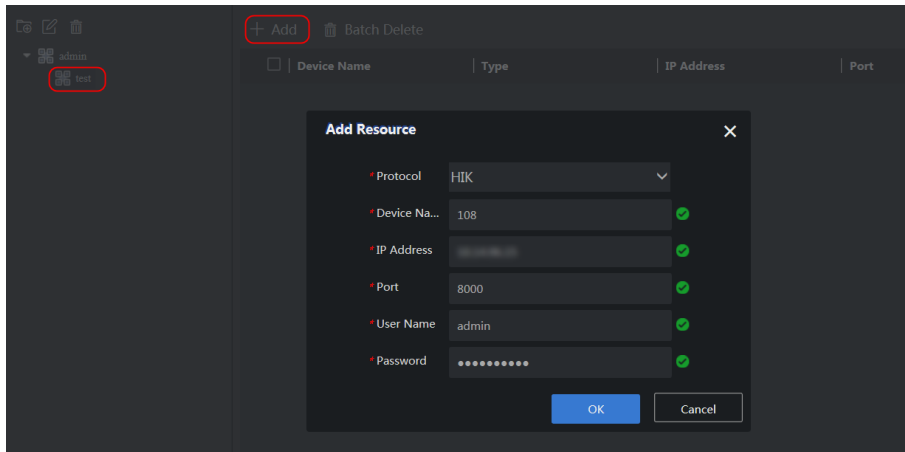 + Add Batch Delete
admin
test
Device Name Type IP Address Port
Add Resource
*Protocol HIK
*Device Na... 108
*IP Address
*Port 8000
*User Name admin
*Password ••••••••••
OK Cancel